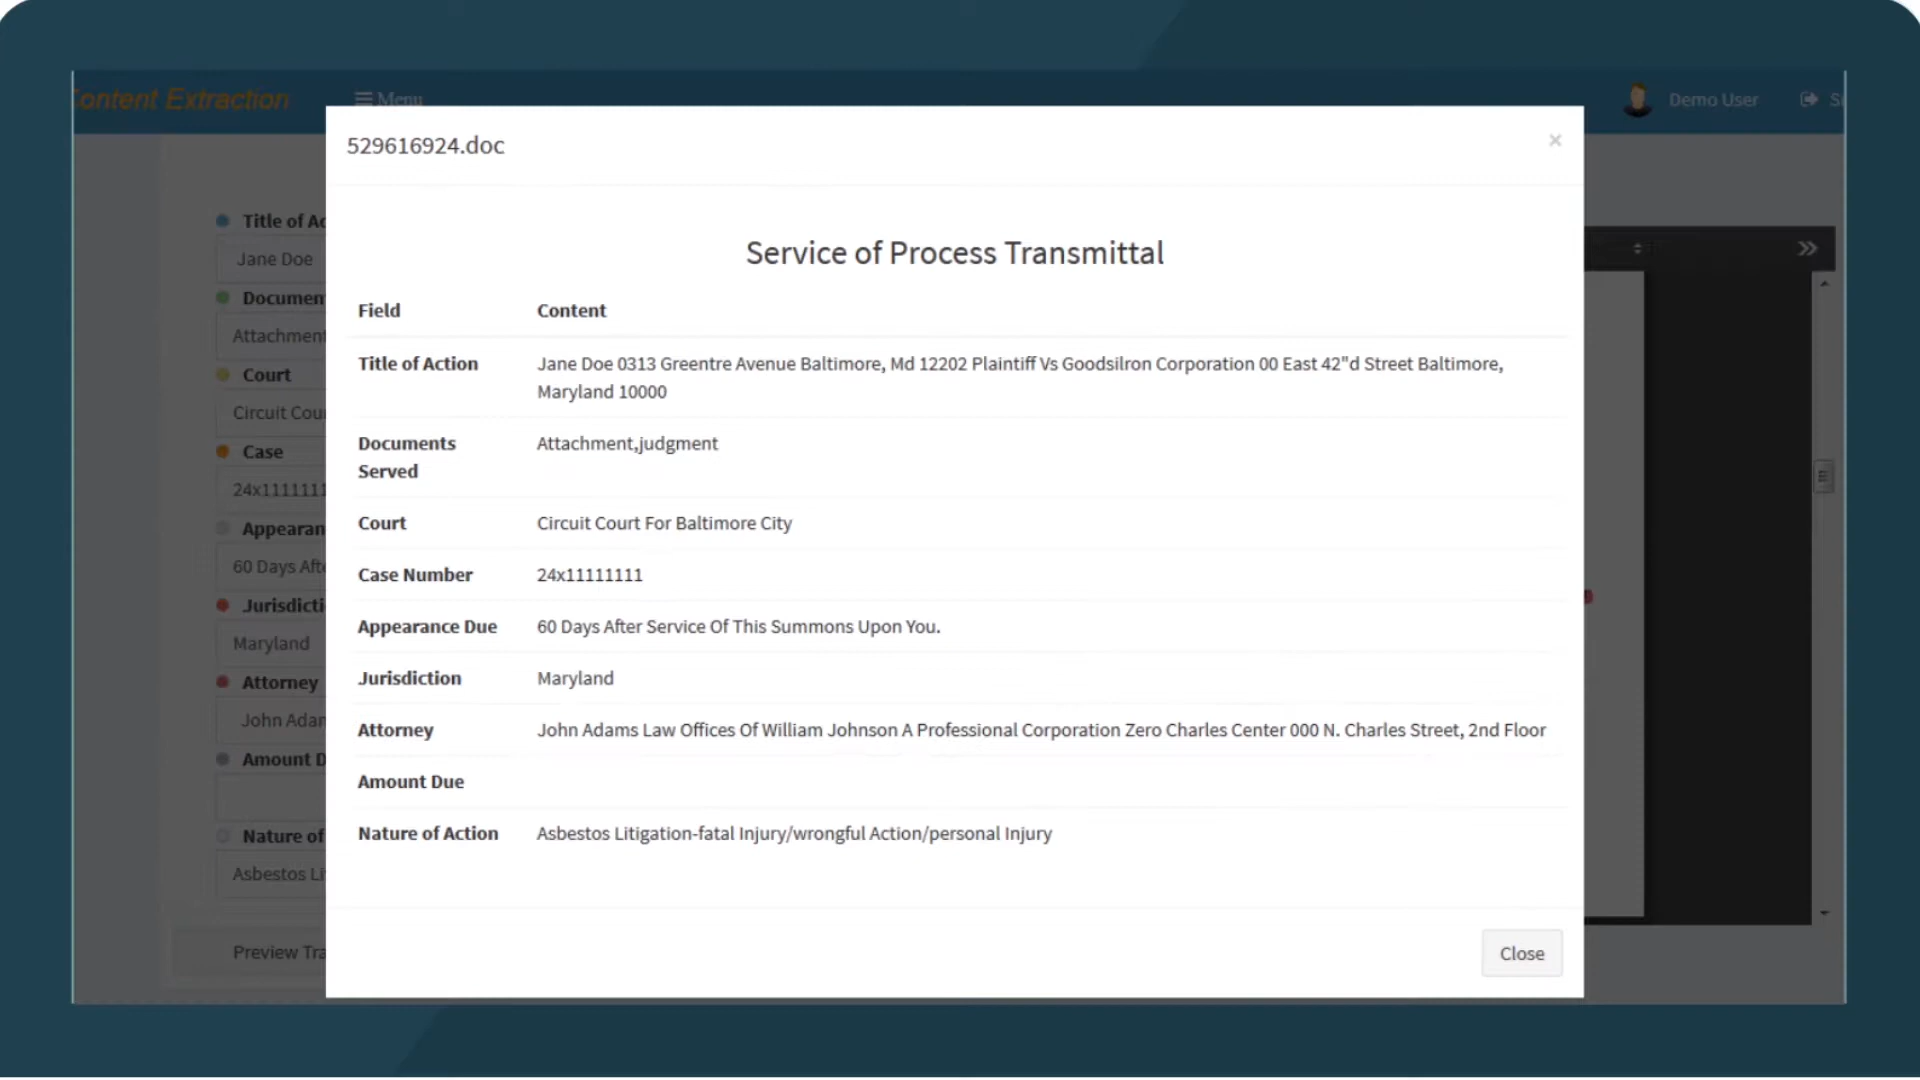 Content Extraction
Menu
Demo User
529616924.doc
×
Service of Process Transmittal
Field Content
Title of Action Jane Doe 0313 Greentre Avenue Baltimore, Md 12202 Plaintiff Vs Goodsilron Corporation 00 East 42"d Street Baltimore,
Maryland 10000
Documents Attachment,judgment
Served
Court Circuit Court For Baltimore City
Case Number 24x11111111
Appearance Due 60 Days After Service Of This Summons Upon You.
Jurisdiction Maryland
Attorney John Adams Law Offices Of William Johnson A Professional Corporation Zero Charles Center 000 N. Charles Street, 2nd Floor
Amount Due
Nature of Action Asbestos Litigation-fatal Injury/wrongful Action/personal Injury
Close
Title of Ac
Jane Doe
Documen
Attachment
Court
Circuit Cour
Case
24x1111111
Appearan
60 Days Afte
Jurisdicti
Maryland
Attorney
John Adan
Amount D
Nature of
Asbestos Li
Preview Tra